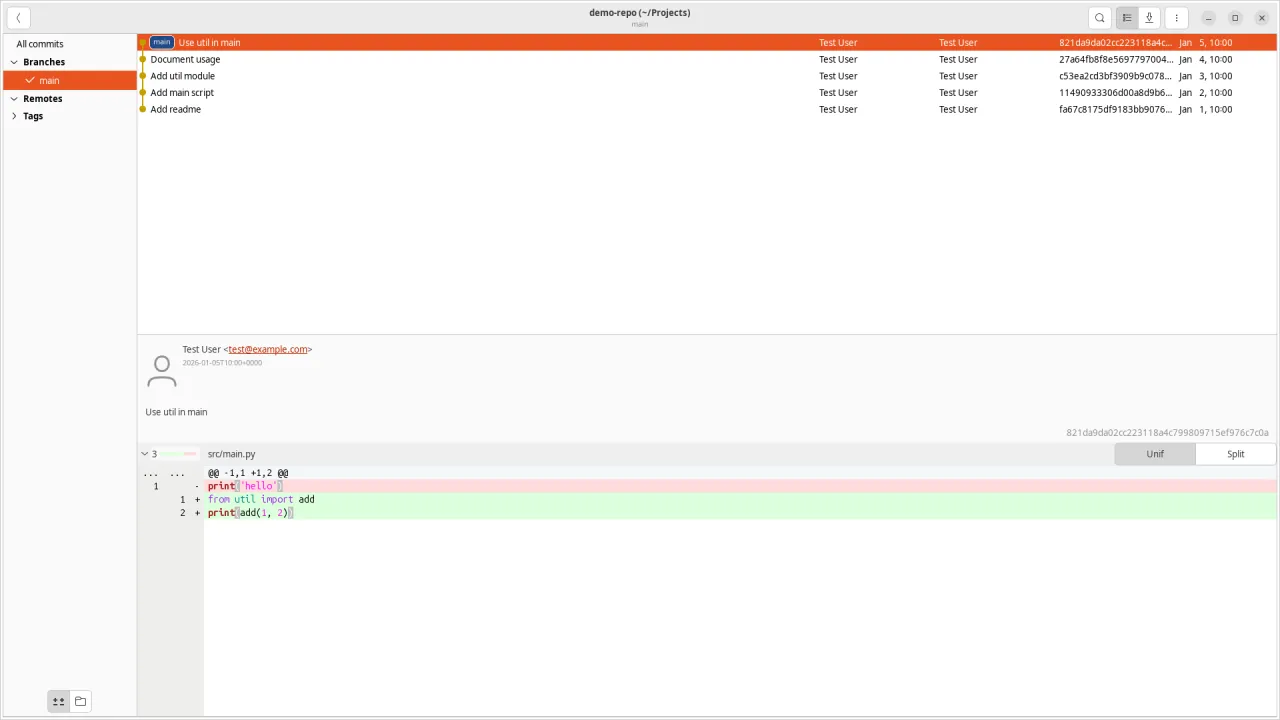 demo-repo (~/Projects)
main
All commits
Branches
main
Remotes
Tags
main Use util in main Test User Test User 821da9da02cc223118a4c... Jan 5, 10:00
Document usage Test User Test User 27a64fb8f8e5697797004... Jan 4, 10:00
Add util module Test User Test User c53ea2cd3bf3909b9c078... Jan 3, 10:00
Add main script Test User Test User 11490933306d00a8d9b6... Jan 2, 10:00
Add readme Test User Test User fa67c8175df9183bb9076... Jan 1, 10:00
Test User <test@example.com>
2026-01-05T10:00+0000
Use util in main
821da9da02cc223118a4c799809715ef976c7c0a
3 src/main.py Unif Split
... ... @@ -1,1 +1,2 @@
1 - print('hello')
1 + from util import add
2 + print(add(1, 2))